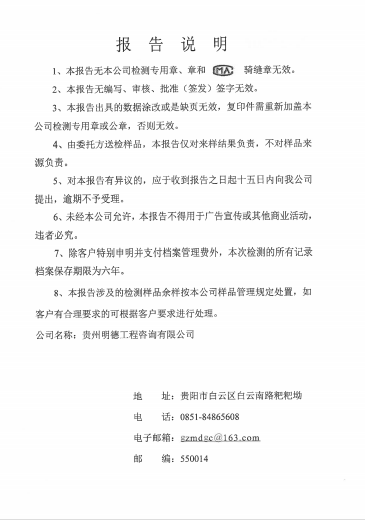 报 告 说 明
1、本报告无本公司检测专用章、章和 MA 骑缝章无效。
2、本报告无编写、审核、批准（签发）签字无效。
3、本报告出具的数据涂改或是缺页无效，复印件需重新加盖本
公司检测专用章或公章，否则无效。
4、由委托方送检样品，本报告仅对来样结果负责，不对样品来
源负责。
5、对本报告有异议的，应于收到报告之日起十五日内向我公司
提出，逾期不予受理。
6、未经本公司允许，本报告不得用于广告宣传或其他商业活动，
违者必究。
7、除客户特别申明并支付档案管理费外，本次检测的所有记录
档案保存期限为六年。
8、本报告涉及的检测样品余样按本公司样品管理规定处置，如
客户有合理要求的可根据客户要求进行处理。
公司名称：贵州明德工程咨询有限公司
地 址：贵阳市白云区白云南路粑粑坳
电 话：0851-84865608
电子邮箱：gzmdgc@163.com
邮 编：550014